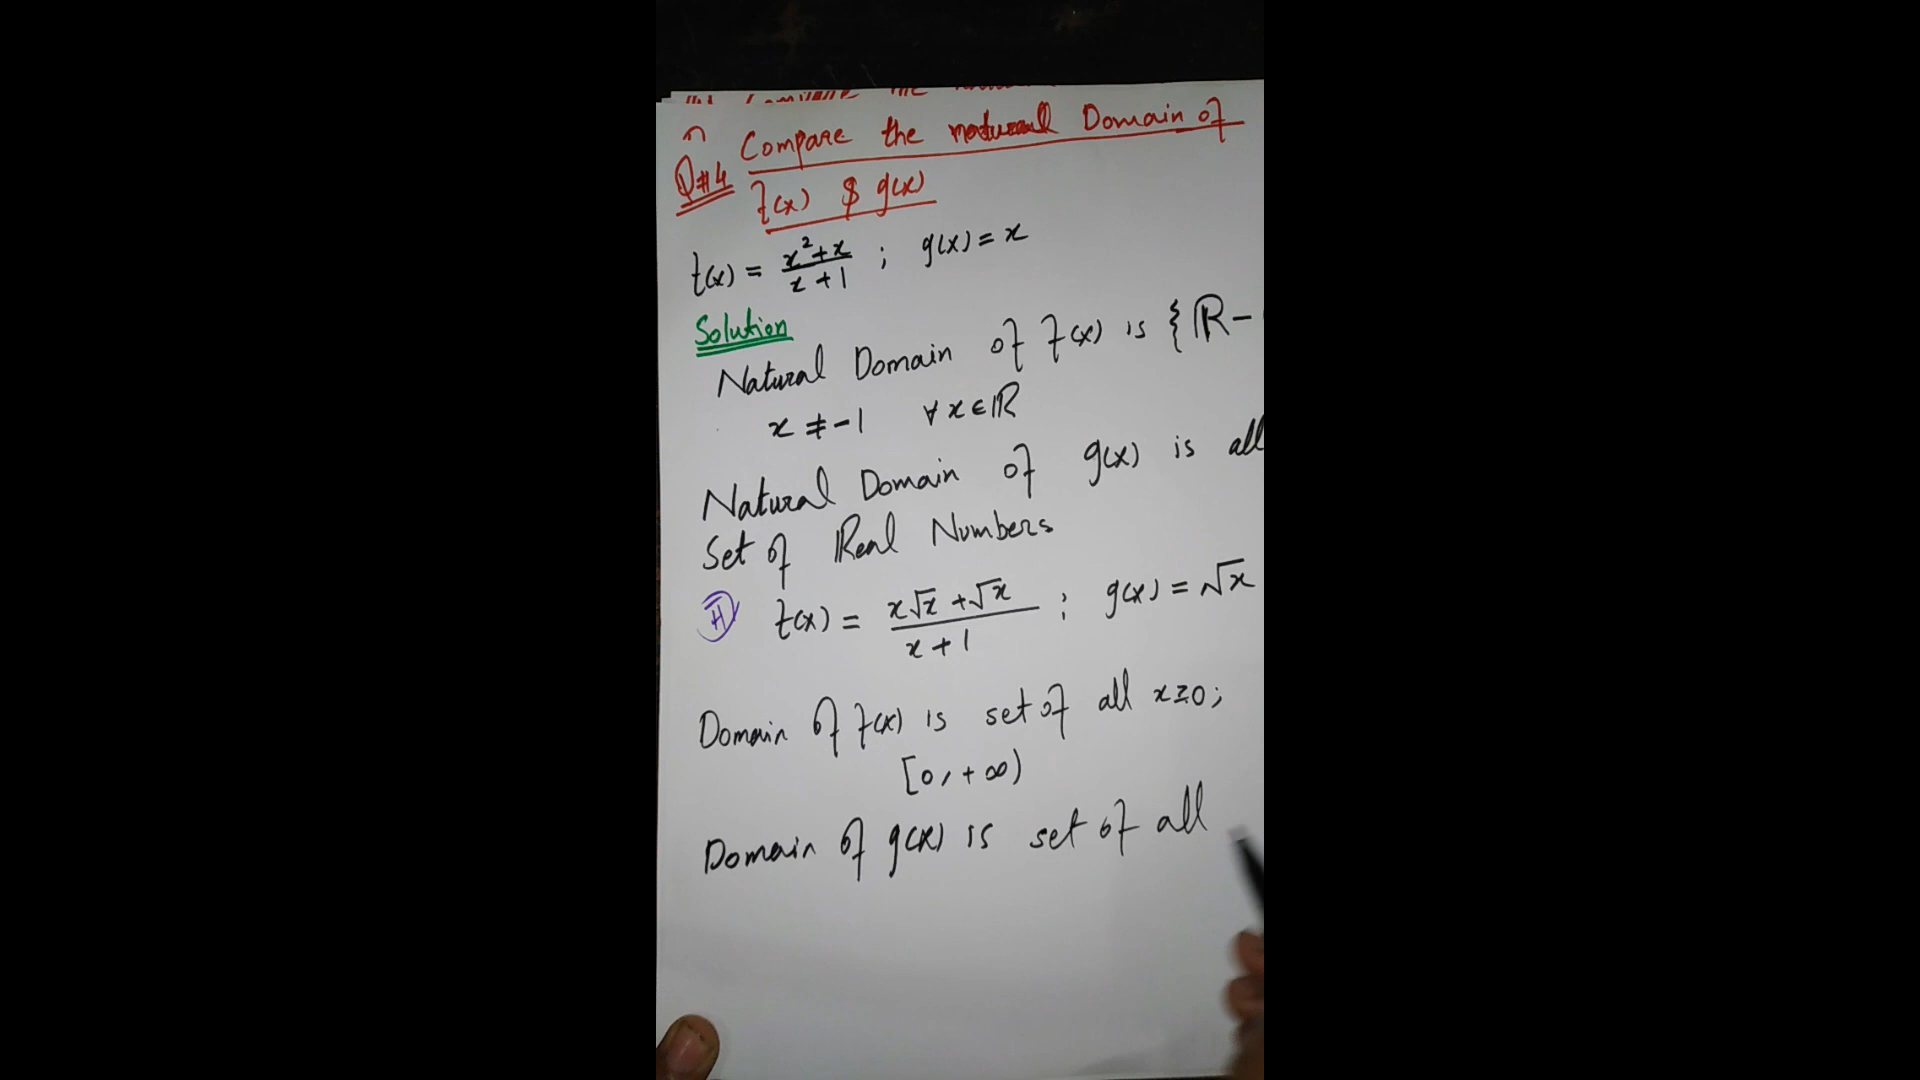 Compare the natural Domain of
Q#4 f(x) & g(x)
f(x) = x²+x / x+1 ; g(x) = x
Solution
Natural Domain of f(x) is {ℝ-
x ≠ -1 ∀ x ∈ ℝ
Natural Domain of g(x) is all
Set of Real Numbers
II f(x) = x√x + √x / x+1 ; g(x) = √x
Domain of f(x) is set of all x≥0;
[0, +∞)
Domain of g(x) is set of all